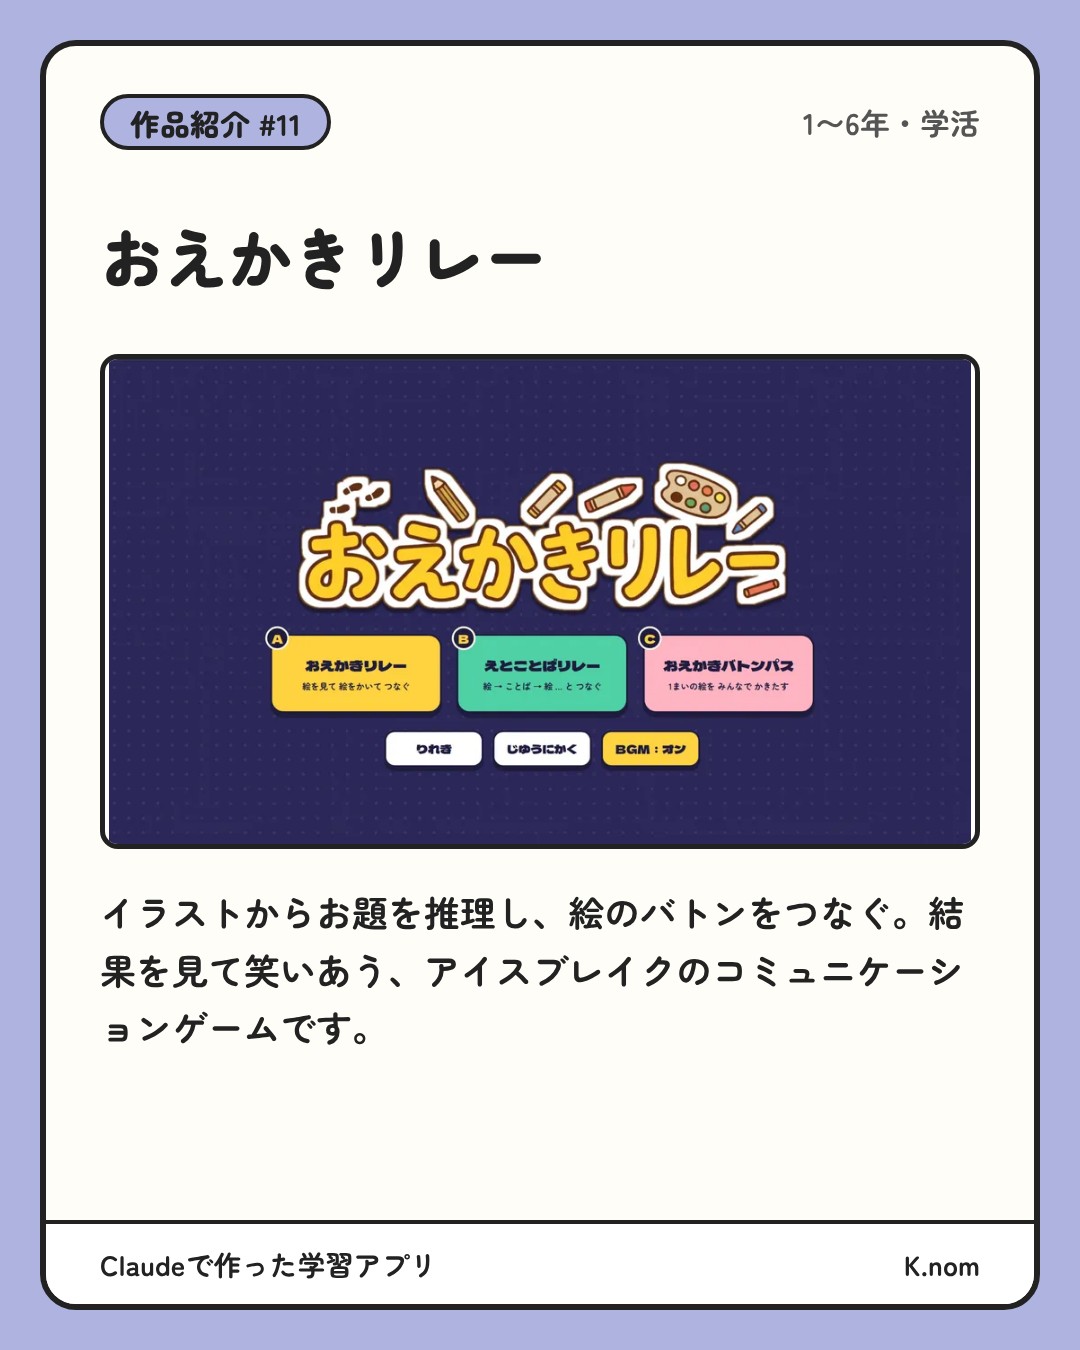 作品紹介 #11
1〜6年・学活
おえかきリレー
おえかきリレー
A
B
C
おえかきリレー
えとことばリレー
おえかきバトンパス
絵を見て 絵をかいて つなぐ
絵 → ことば → 絵 … と つなぐ
1まいの絵を みんなで かきたす
りれき
じゆうにかく
BGM：オン
イラストからお題を推理し、絵のバトンをつなぐ。結
果を見て笑いあう、アイスブレイクのコミュニケーシ
ョンゲームです。
Claudeで作った学習アプリ
K.nom